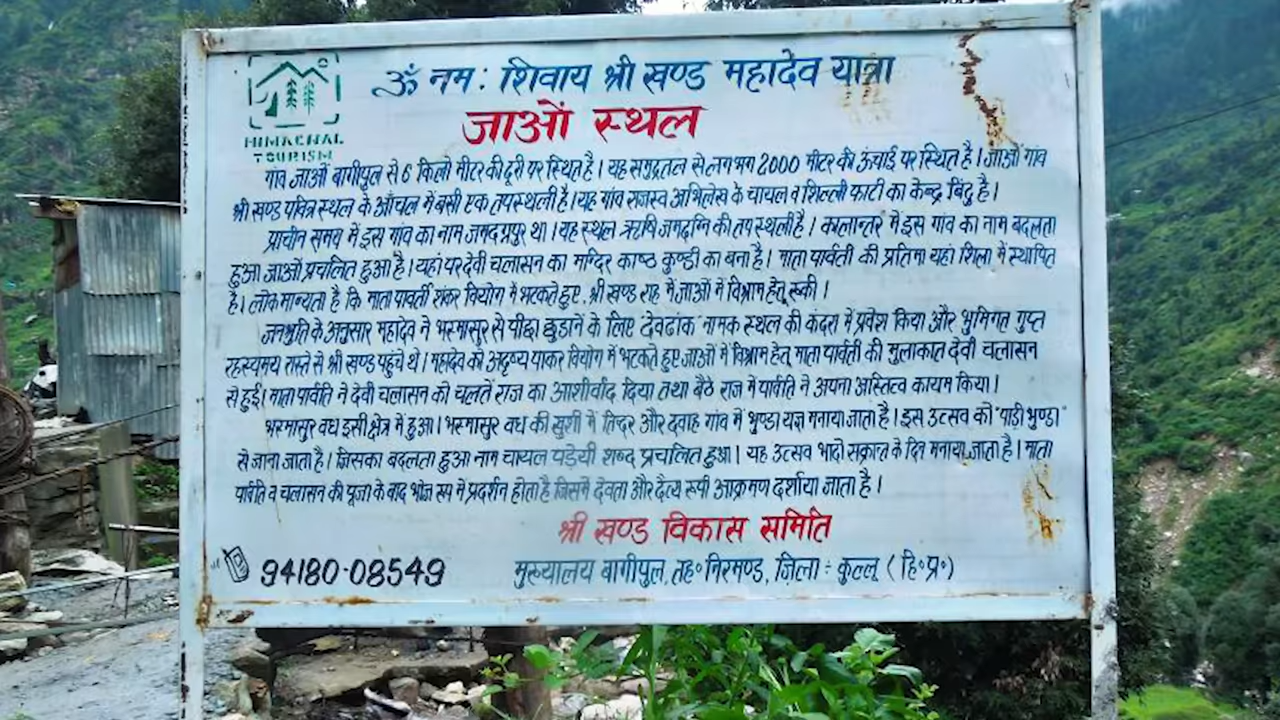 HIMACHAL
TOURISM
ॐ नम: शिवाय श्री खण्ड महादेव यात्रा
जाओं स्थल
गांव जाओं बागीपुल से 6 किलो मीटर की दूरी पर स्थित है। यह समुद्रतल से लगभग 2000 मीटर की ऊंचाई पर स्थित है। जाओं गांव
श्री खण्ड पवित्र स्थल के आँचल में बसी एक तपस्थली है। यह गांव राजस्व अभिलेख के चायल व शिल्ली फाटी का केन्द्र बिंदु है।
प्राचीन समय में इस गांव का नाम जमदग्नपुर था। यह स्थल ऋषि जमदग्नि की तपस्थली है। कालान्तर में इस गांव का नाम बदलता
हुआ जाओं प्रचलित हुआ है। यहां पर देवी चलासन का मन्दिर काष्ठ कुण्डी का बना है। माता पार्वती की प्रतिमा यहां शिला में स्थापित
है। लोक मान्यता है कि माता पार्वती शंकर वियोग में भटकते हुए, श्री खण्ड राह में जाओं में विश्राम हेतु रूकी।
जनश्रुति के अनुसार महादेव ने भस्मासुर से पीछा छुडाने के लिए देवढांक नामक स्थल की कंदरा में प्रवेश किया और भुमिगत गुप्त
रहस्यमय रास्ते से श्री खण्ड पहुंचे थे। महादेव को अदृष्य पाकर वियोग में भटकते हुए जाओं में विश्राम हेतु माता पार्वती की मुलाकात देवी चलासन
से हुई। माता पार्वति ने देवी चलासन को चलतें राज का आशीर्वाद दिया तथा बैठे राज में पार्वति ने अपना अस्तित्व कायम किया।
भस्मासुर वध इसी क्षेत्र में हुआ। भस्मासुर वध की खुशी में तिन्दर और दवाह गांव में भुण्डा यज्ञ मनाया जाता है। इस उत्सव को "पाड़ी भुण्डा"
से जाना जाता है। जिसका बदलता हुआ नाम चायल पड़ेयी शब्द प्रचलित हुआ। यह उत्सव भादो सक्रान्त के दिन मनाया जाता है। माता
पार्वति व चलासन की पूजा के बाद भोज रूप में प्रदर्शन होता है जिसमें देवता और दैत्य रूपी आक्रमण दर्शाया जाता है।
श्री खण्ड विकास समिति
94180-08549
मुख्यालय बागीपुल, तह॰ निरमण्ड, जिला - कुल्लू (हि॰प्र॰)